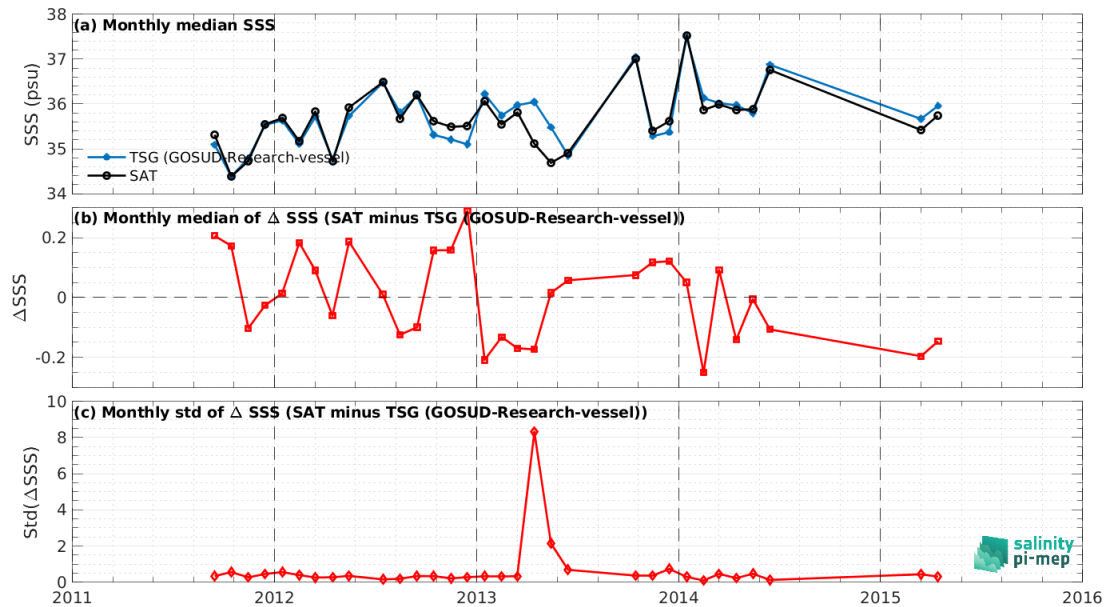 (a) Monthly median SSS
38
37
36
35
34
SSS (psu)
TSG (GOSUD-Research-vessel)
SAT
(b) Monthly median of Δ SSS (SAT minus TSG (GOSUD-Research-vessel))
0.2
0
-0.2
ΔSSS
(c) Monthly std of Δ SSS (SAT minus TSG (GOSUD-Research-vessel))
10
8
6
4
2
0
Std(ΔSSS)
salinity
pi-mep
2011 2012 2013 2014 2015 2016